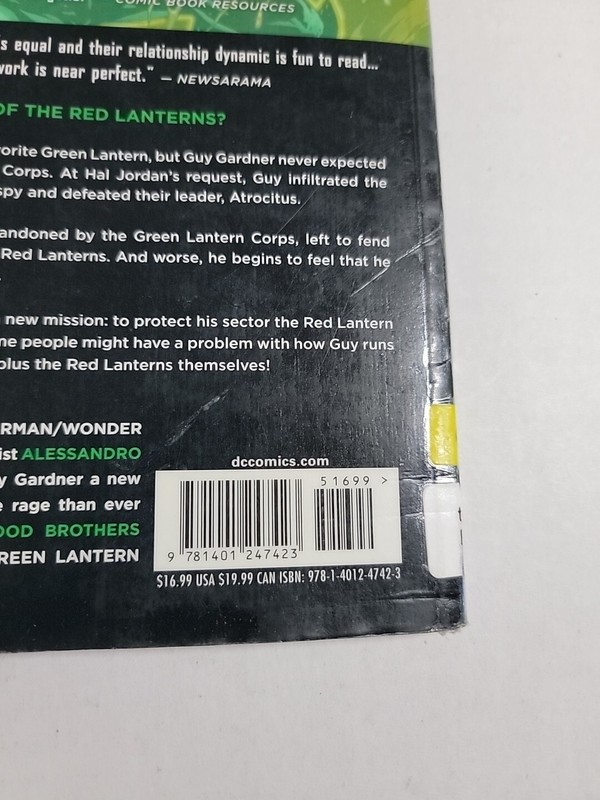 COMIC BOOK RESOURCES
s equal and their relationship dynamic is fun to read...
work is near perfect." — NEWSARAMA
OF THE RED LANTERNS?
vorite Green Lantern, but Guy Gardner never expected
Corps. At Hal Jordan's request, Guy infiltrated the
spy and defeated their leader, Atrocitus.
andoned by the Green Lantern Corps, left to fend
Red Lanterns. And worse, he begins to feel that he
new mission: to protect his sector the Red Lantern
ne people might have a problem with how Guy runs
plus the Red Lanterns themselves!
ERMAN/WONDER
ist ALESSANDRO
y Gardner a new
e rage than ever
OOD BROTHERS
REEN LANTERN
dccomics.com
51699 >
9 781401 247423
$16.99 USA $19.99 CAN ISBN: 978-1-4012-4742-3